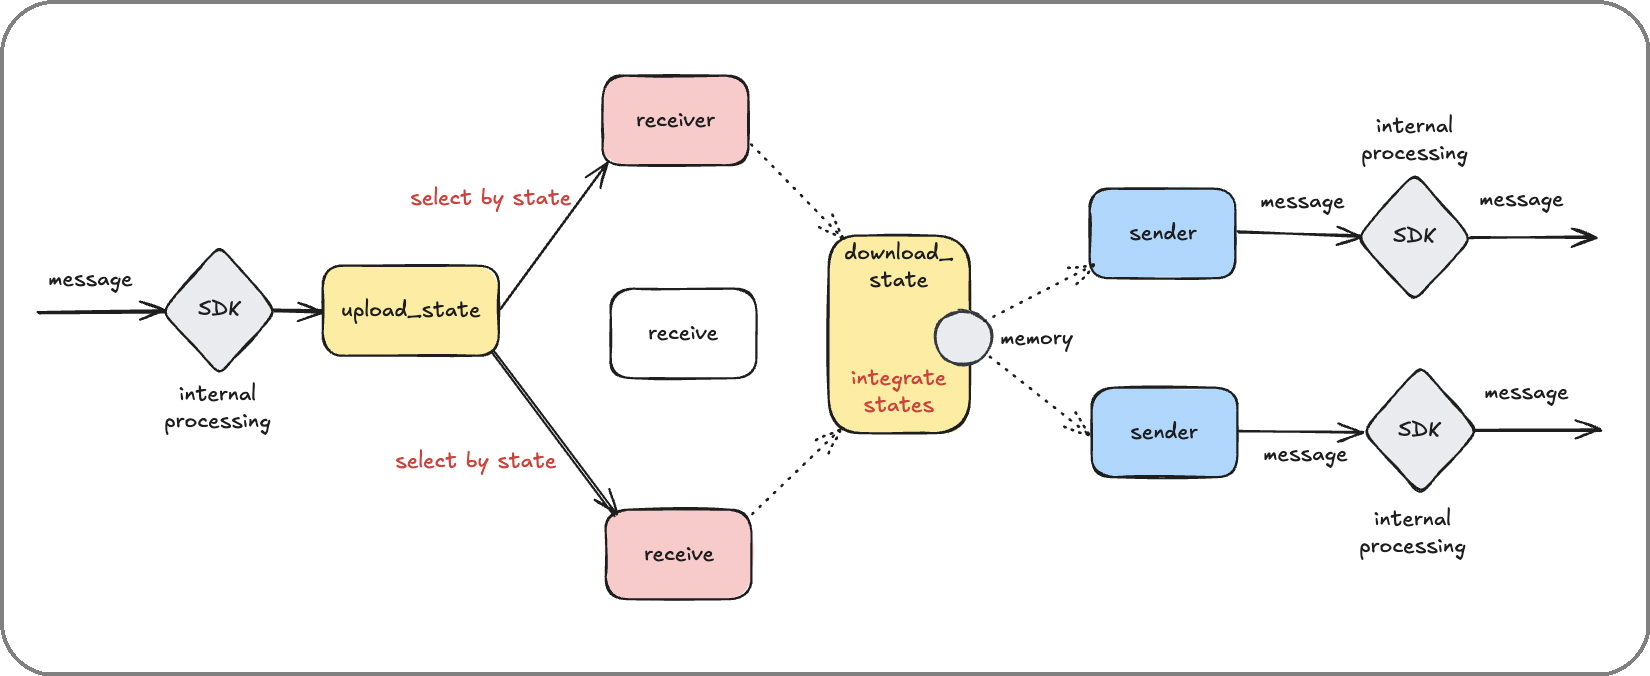 message
SDK
internal
processing
upload_state
select by state
select by state
receiver
receive
receive
download_
state
integrate
states
memory
sender
message
internal
processing
SDK
message
sender
message
SDK
message
internal
processing